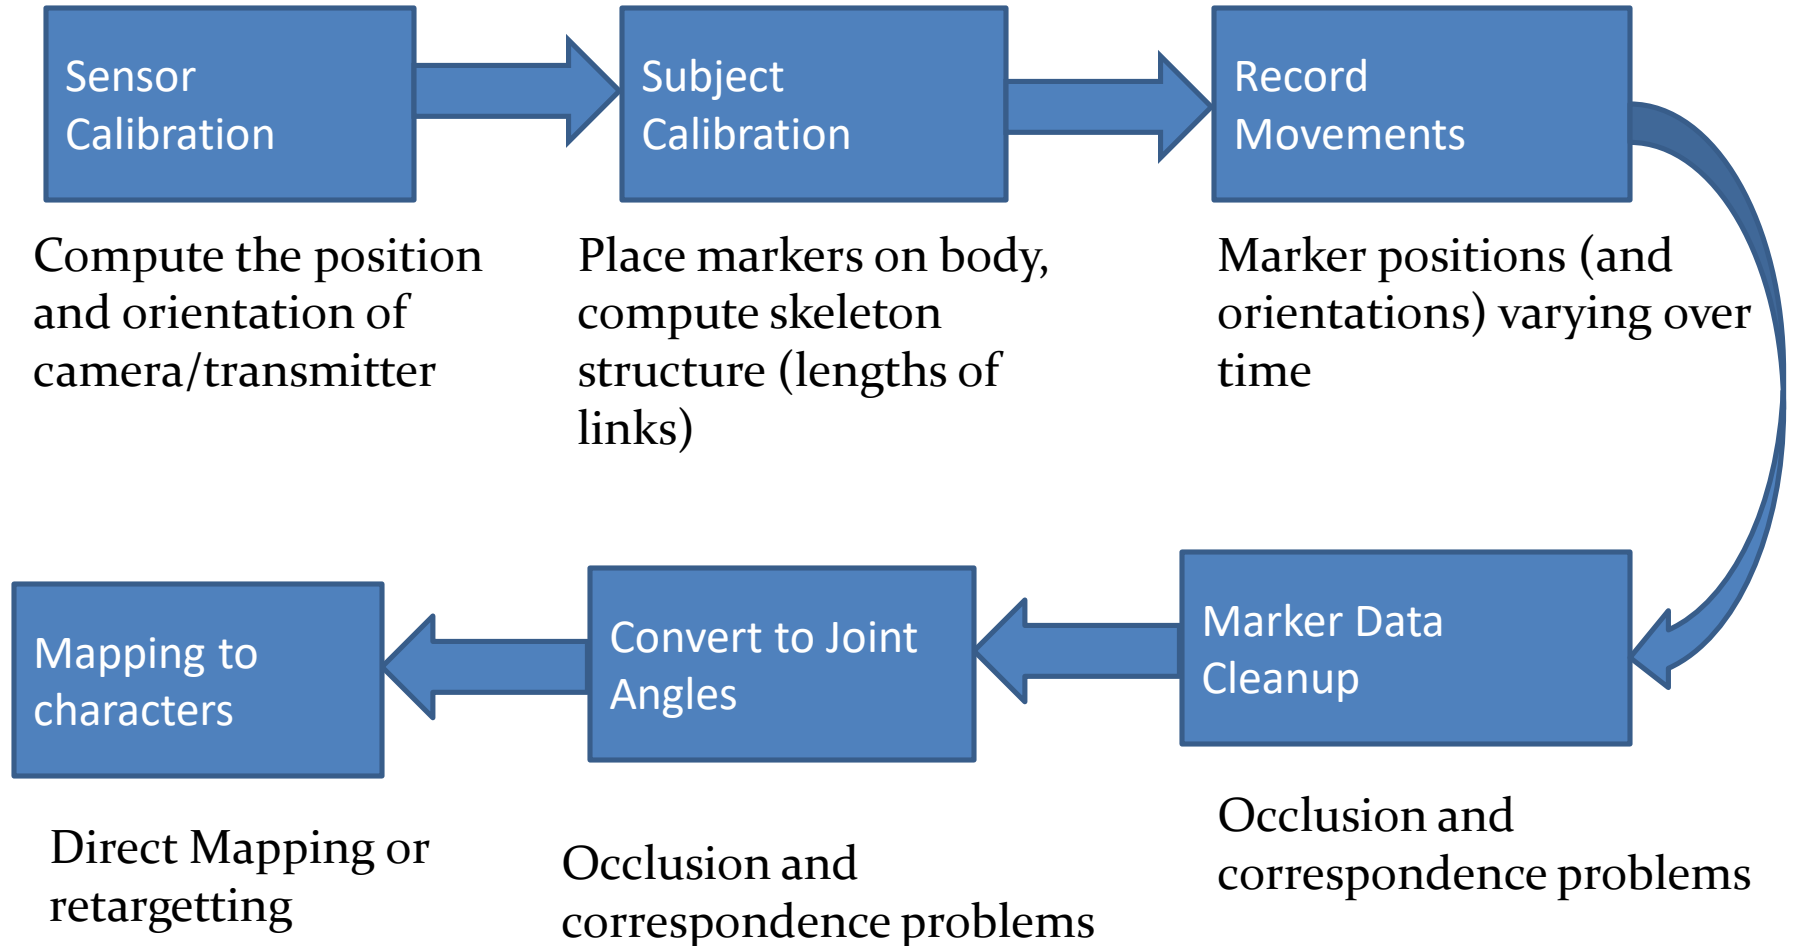 Sensor
Calibration
Subject
Calibration
Record
Movements
Compute the position
and orientation of
camera/transmitter
Place markers on body,
compute skeleton
structure (lengths of
links)
Marker positions (and
orientations) varying over
time
Marker Data
Cleanup
Convert to Joint
Angles
Mapping to
characters
Occlusion and
correspondence problems
Occlusion and
correspondence problems
Direct Mapping or
retargetting